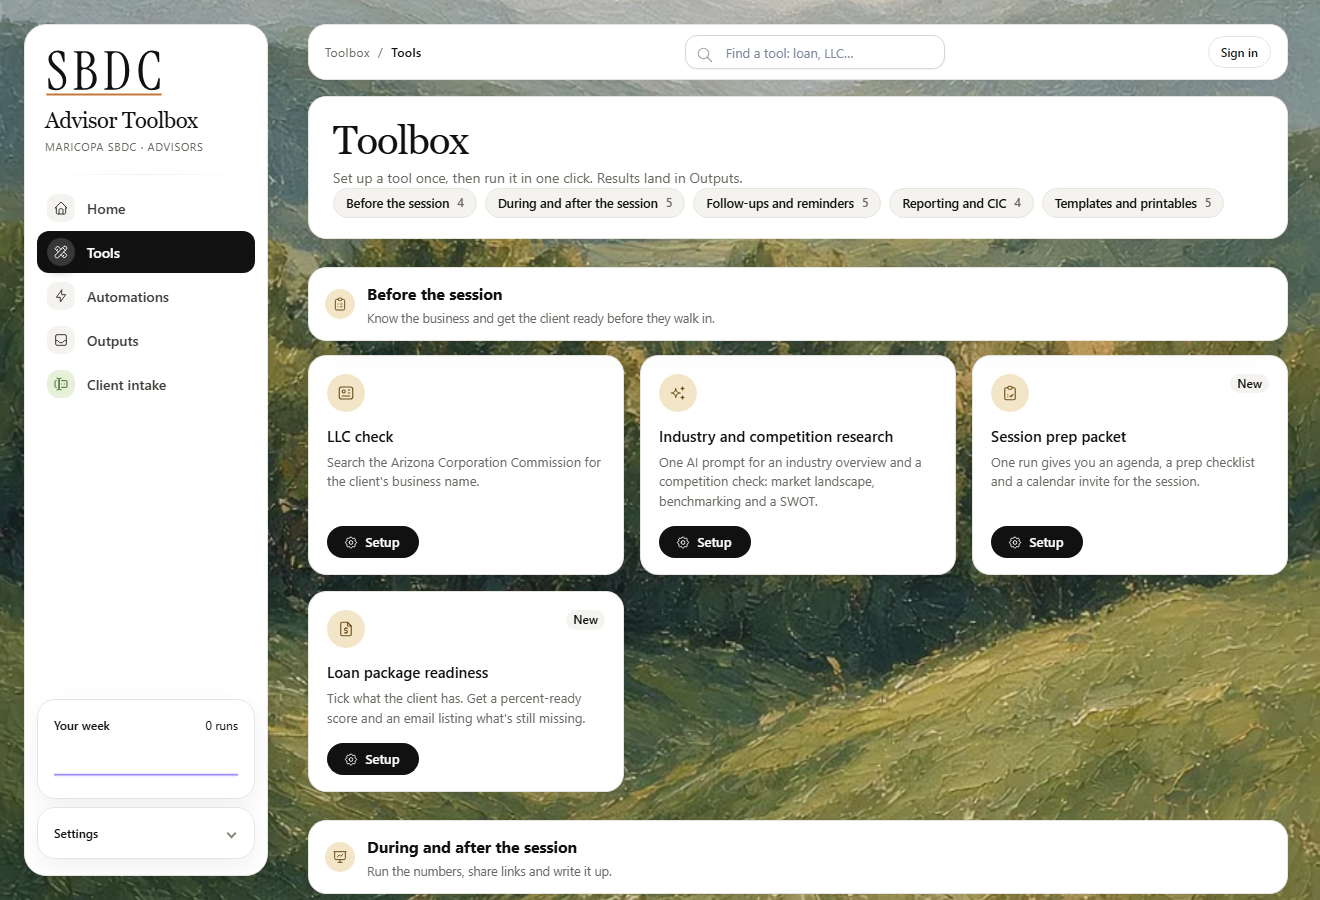 SBDC
Advisor Toolbox
MARICOPA SBDC · ADVISORS
Home
Tools
Automations
Outputs
Client intake
Your week 0 runs
Settings
Toolbox / Tools
Find a tool: loan, LLC...
Sign in
Toolbox
Set up a tool once, then run it in one click. Results land in Outputs.
Before the session 4 During and after the session 5 Follow-ups and reminders 5 Reporting and CIC 4 Templates and printables 5
Before the session
Know the business and get the client ready before they walk in.
LLC check
Search the Arizona Corporation Commission for
the client's business name.
Setup
Industry and competition research
One AI prompt for an industry overview and a
competition check: market landscape,
benchmarking and a SWOT.
Setup
New
Session prep packet
One run gives you an agenda, a prep checklist
and a calendar invite for the session.
Setup
New
Loan package readiness
Tick what the client has. Get a percent-ready
score and an email listing what's still missing.
Setup
During and after the session
Run the numbers, share links and write it up.